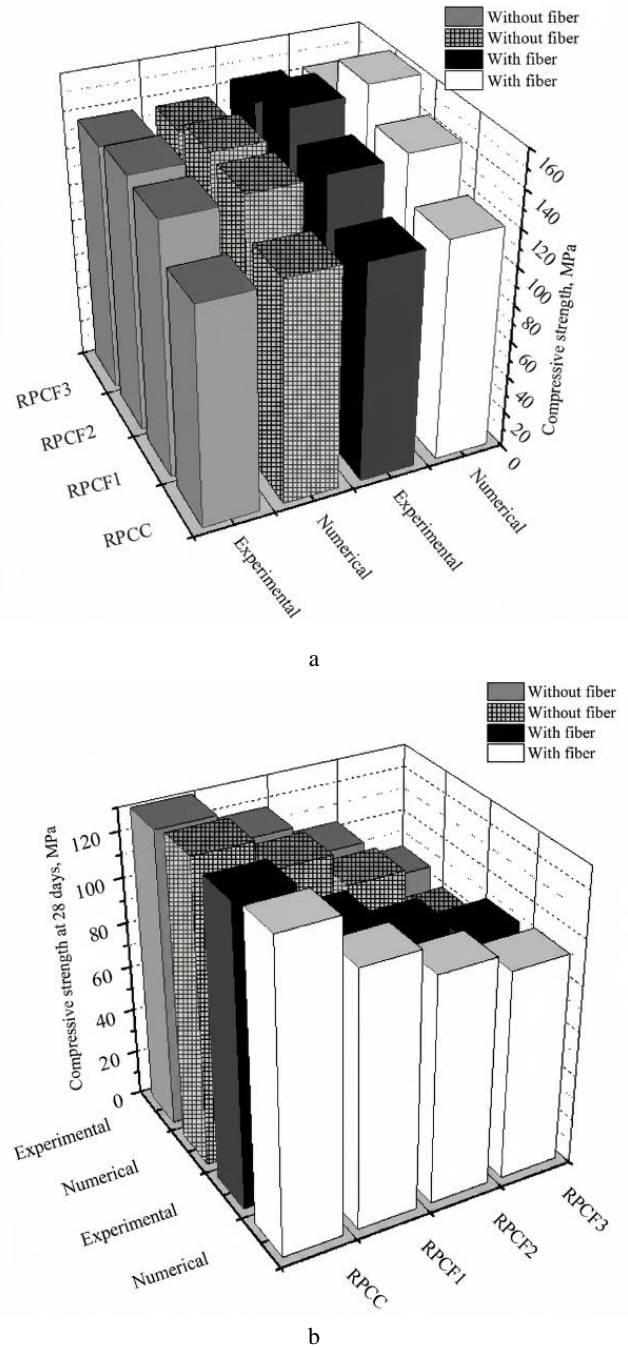 Without fiber
Without fiber
With fiber
With fiber
160
140
120
100
80
60
40
20
0
Compressive strength, MPa
RPCF3
RPCF2
RPCF1
RPCC
Experimental
Numerical
Experimental
Numerical
a
Without fiber
Without fiber
With fiber
With fiber
120
100
80
60
40
20
0
Compressive strength at 28 days, MPa
Experimental
Numerical
Experimental
Numerical
RPCC
RPCF1
RPCF2
RPCF3
b